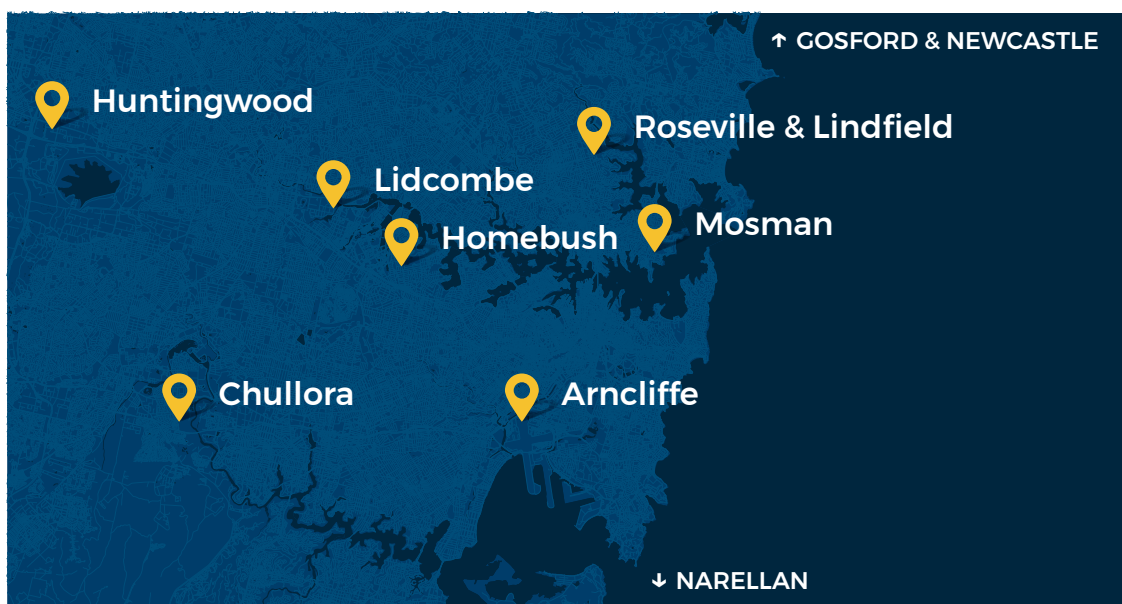 ↑ GOSFORD & NEWCASTLE
Huntingwood
Roseville & Lindfield
Lidcombe
Mosman
Homebush
Chullora
Arncliffe
↓ NARELLAN